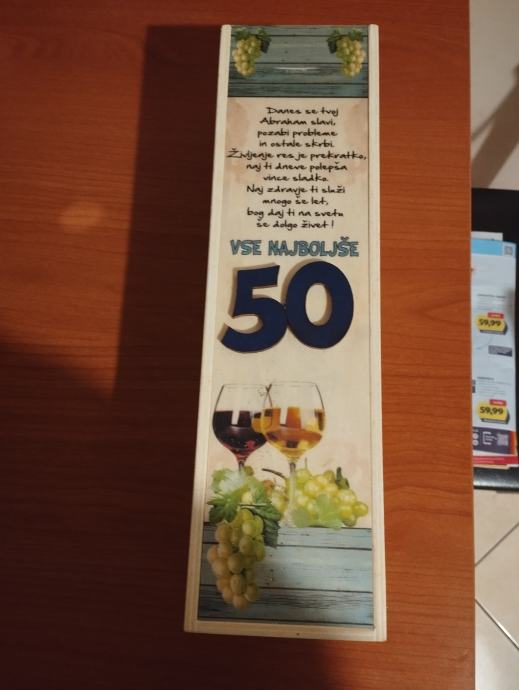 Danes se tvoj
Abraham slavi,
pozabi probleme
in ostale skrbi.
Življenje res je prekratko,
naj ti dneve polepša
vince sladko.
Naj zdravje ti služi
mnogo še let,
bog daj ti na svetu
še dolgo živet!
VSE NAJBOLJŠE
50
59,99
59,99